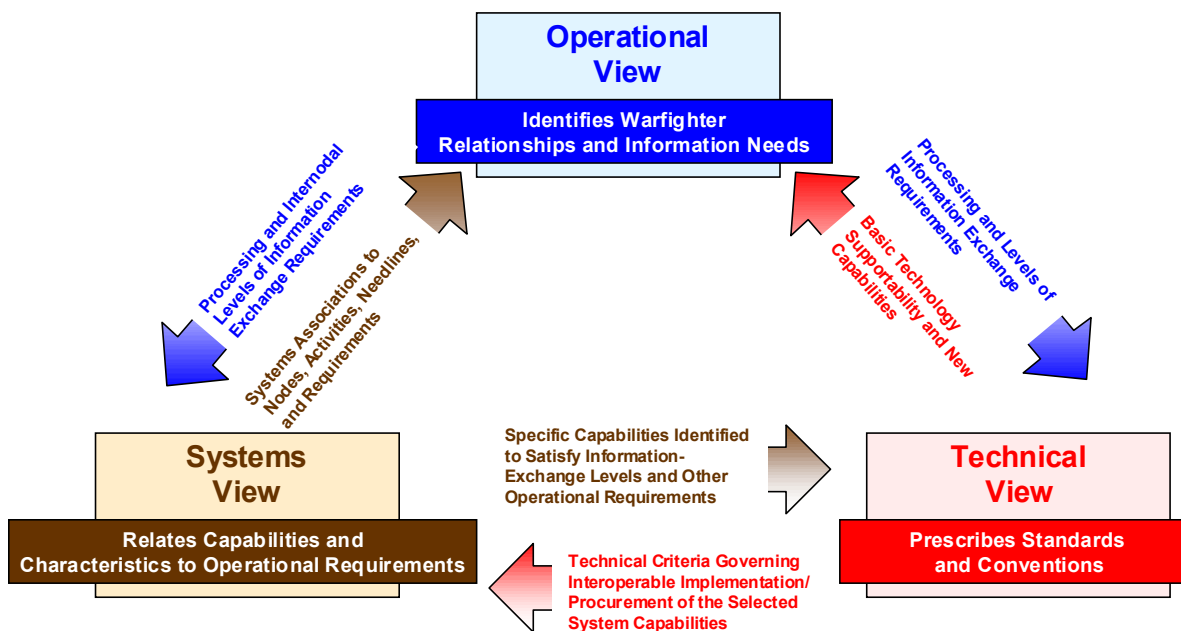 Operational
View
Identifies Warfighter
Relationships and Information Needs
Processing and Internodal
Levels of Information
Exchange Requirements
Systems Associations to
Nodes, Activities, Needlines,
and Requirements
Processing and Levels of
Information Exchange
Requirements
Basic Technology
Supportability and New
Capabilities
Systems
View
Relates Capabilities and
Characteristics to Operational Requirements
Specific Capabilities Identified
to Satisfy Information-
Exchange Levels and Other
Operational Requirements
Technical Criteria Governing
Interoperable Implementation/
Procurement of the Selected
System Capabilities
Technical
View
Prescribes Standards
and Conventions